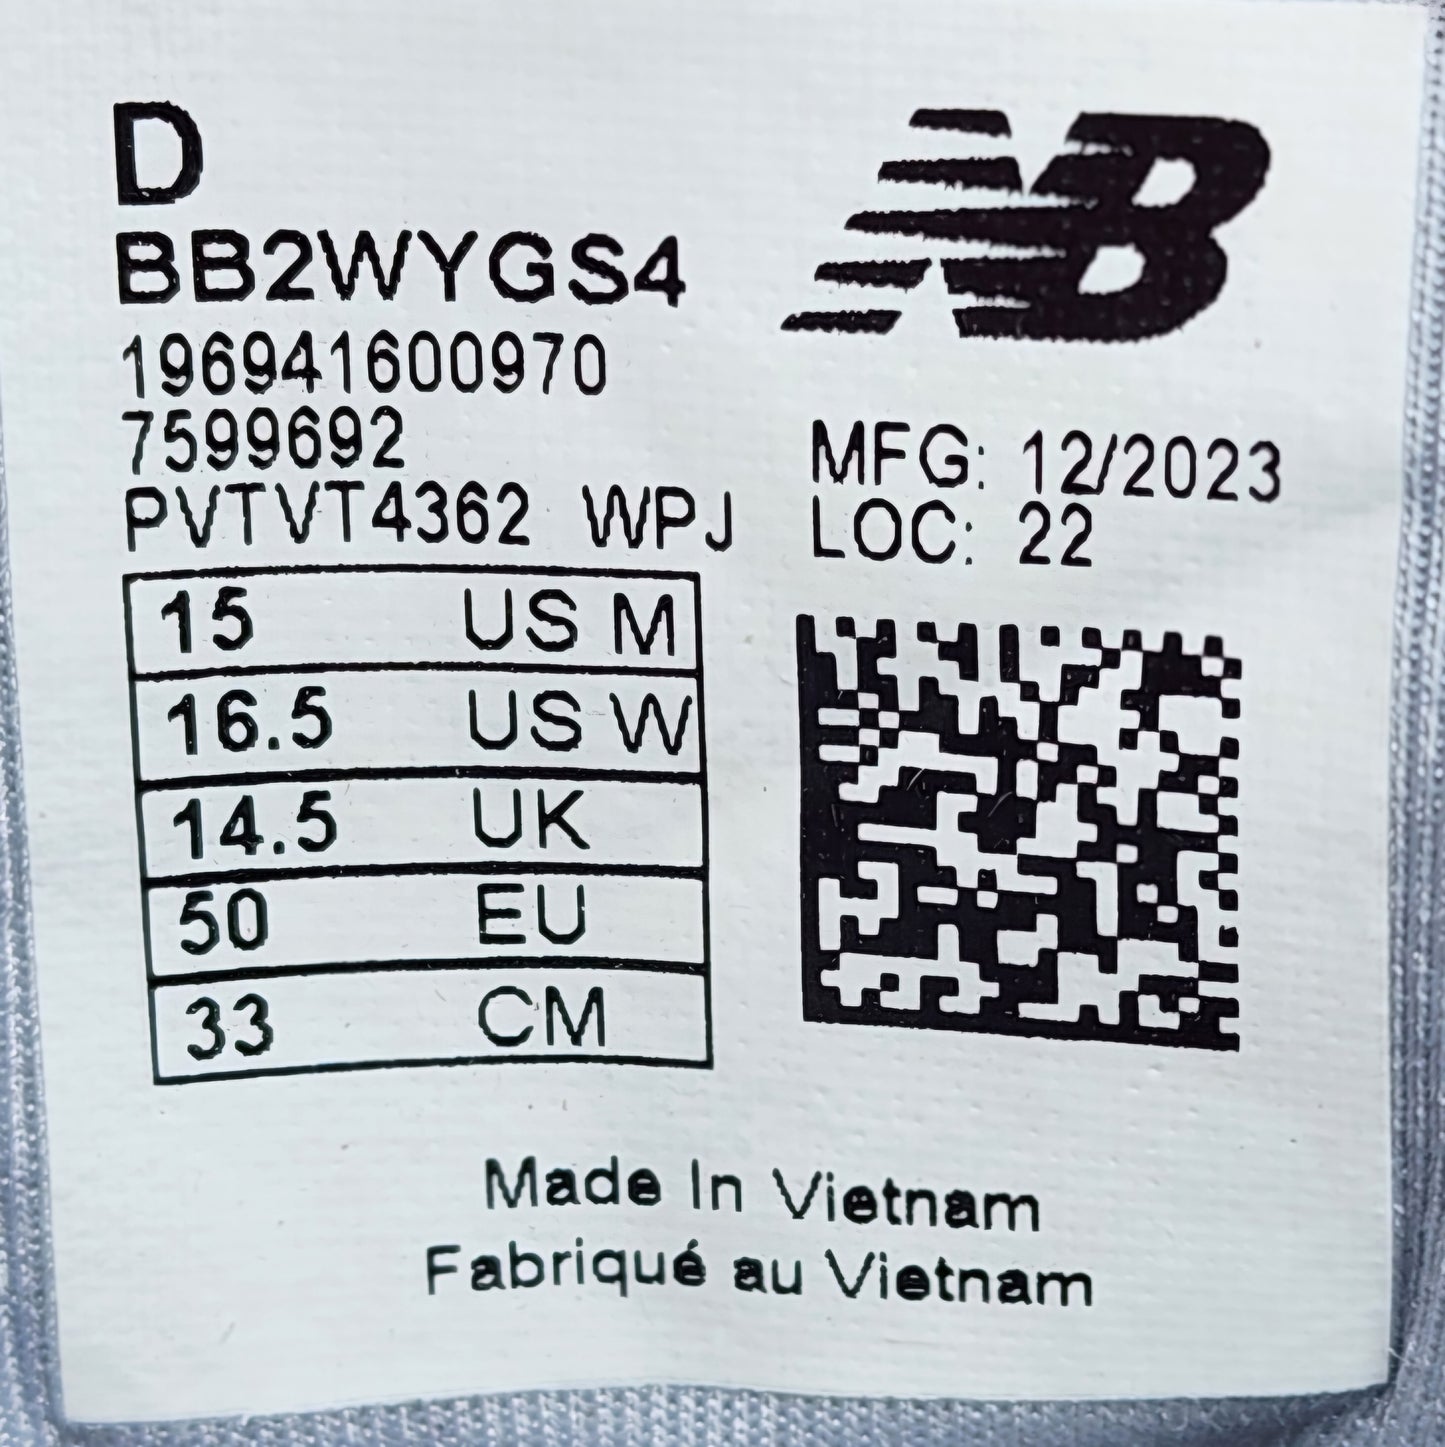 D
BB2WYGS4
196941600970
7599692
PVTVT4362 WPJ
NB
MFG: 12/2023
LOC: 22
15 US M
16.5 US W
14.5 UK
50 EU
33 CM
Made In Vietnam
Fabriqué au Vietnam